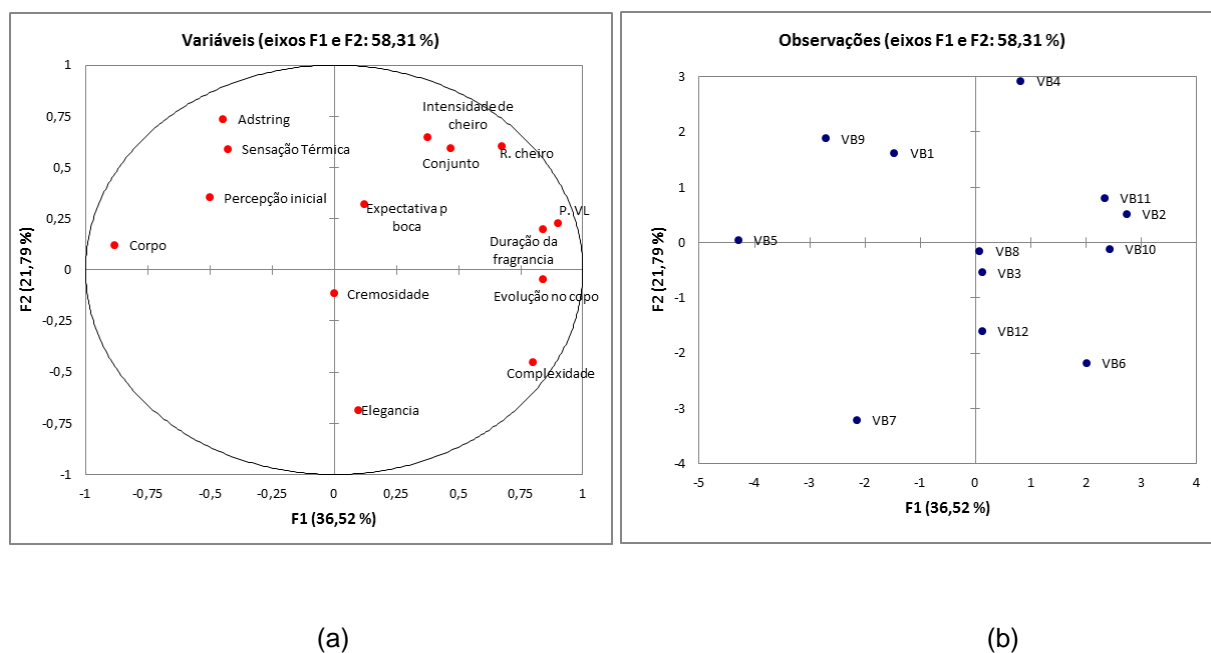 Variáveis (eixos F1 e F2: 58,31 %)
1
0,75
0,5
0,25
0
-0,25
-0,5
-0,75
-1
F2 (21,79 %)
Adstring
Sensação Térmica
Percepção inicial
Corpo
Intensidade de
cheiro
Conjunto
R. cheiro
Expectativa p
boca
P. VL
Duração da
fragrancia
Evolução no copo
Cremosidade
Complexidade
Elegancia
-1
-0,75
-0,5
-0,25
0
0,25
0,5
0,75
1
F1 (36,52 %)
(a)
Observações (eixos F1 e F2: 58,31 %)
3
2
1
0
-1
-2
-3
-4
F2 (21,79 %)
VB4
VB9
VB1
VB11
VB2
VB5
VB8
VB10
VB3
VB12
VB6
VB7
-5
-4
-3
-2
-1
0
1
2
3
4
F1 (36,52 %)
(b)